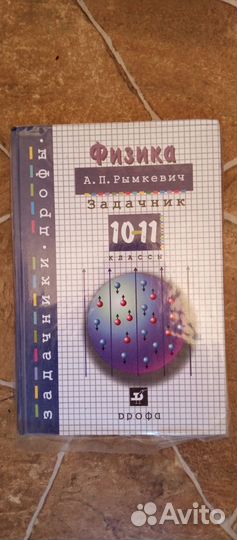 задачники·дрофы·
Физика
А.П.Рымкевич
Задачник
10-11
КЛАССЫ
Дрофа
Avito